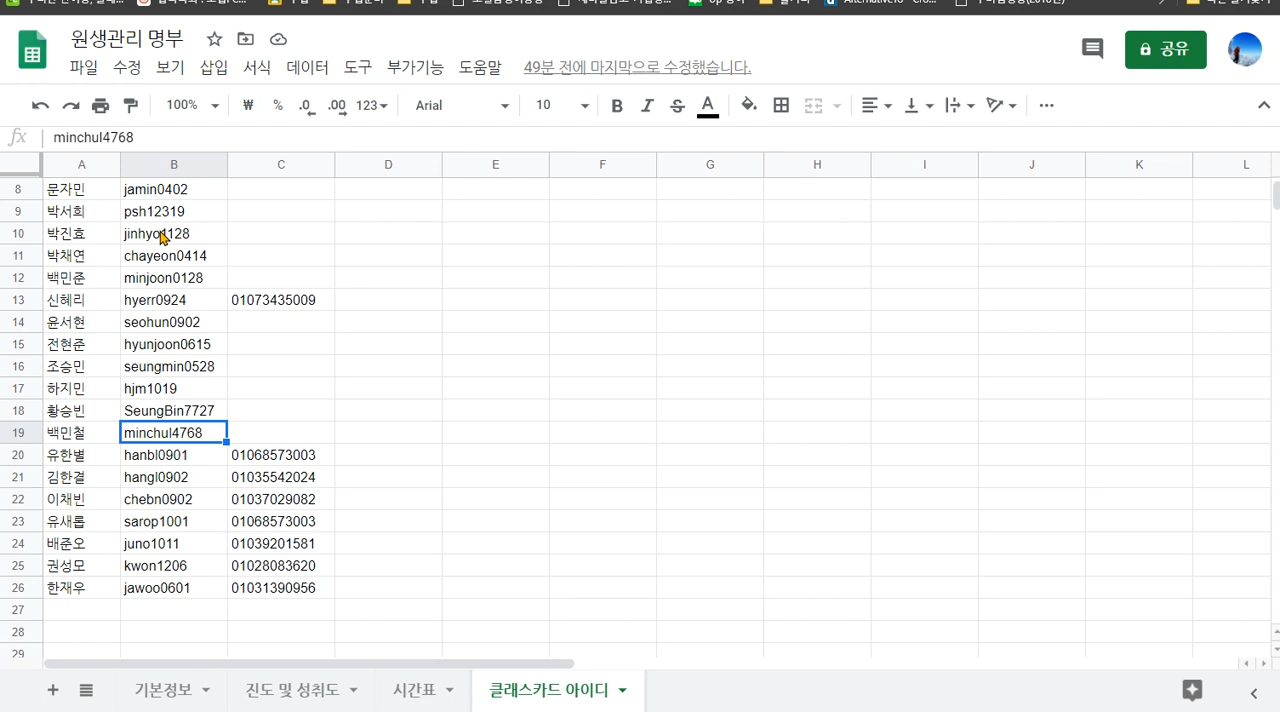 원생관리 명부
파일 수정 보기 삽입 서식 데이터 도구 부가기능 도움말 49분 전에 마지막으로 수정했습니다.
공유
100% ₩ % .0 .00 123 Arial 10 B I S A
fx minchul4768
A B C D E F G H I J K L
8 문자민 jamin0402
9 박서희 psh12319
10 박진효 jinhyo1128
11 박채연 chayeon0414
12 백민준 minjoon0128
13 신혜리 hyerr0924 01073435009
14 윤서현 seohun0902
15 전현준 hyunjoon0615
16 조승민 seungmin0528
17 하지민 hjm1019
18 황승빈 SeungBin7727
19 백민철 minchul4768
20 유한별 hanbl0901 01068573003
21 김한결 hangl0902 01035542024
22 이채빈 chebn0902 01037029082
23 유새롭 sarop1001 01068573003
24 배준오 juno1011 01039201581
25 권성모 kwon1206 01028083620
26 한재우 jawoo0601 01031390956
27
28
29
기본정보 진도 및 성취도 시간표 클래스카드 아이디